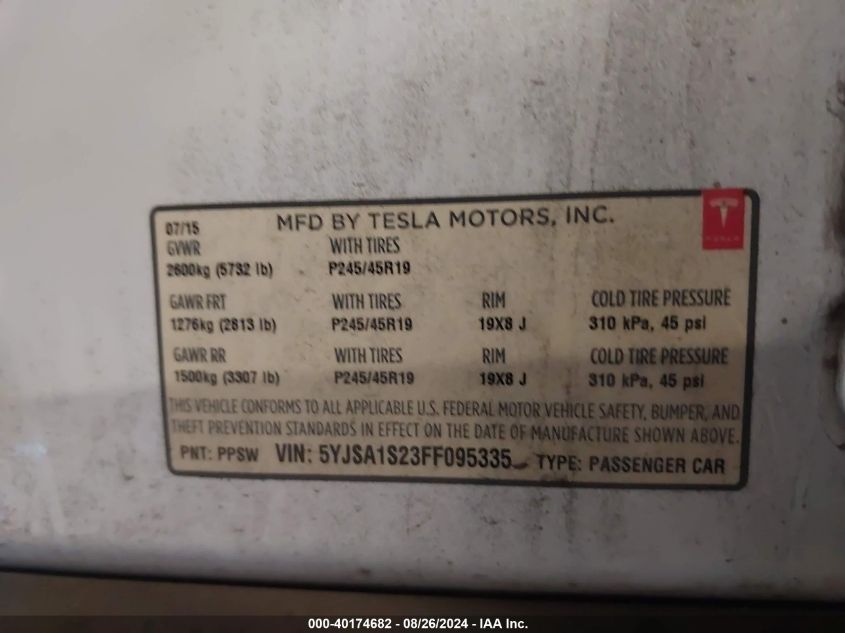 07/15 MFD BY TESLA MOTORS, INC.
TESLA
GVWR WITH TIRES
2600kg (5732 lb) P245/45R19
GAWR FRT WITH TIRES RIM COLD TIRE PRESSURE
1276kg (2813 lb) P245/45R19 19X8 J 310 kPa, 45 psi
GAWR RR WITH TIRES RIM COLD TIRE PRESSURE
1500kg (3307 lb) P245/45R19 19X8 J 310 kPa, 45 psi
THIS VEHICLE CONFORMS TO ALL APPLICABLE U.S. FEDERAL MOTOR VEHICLE SAFETY, BUMPER, AND
THEFT PREVENTION STANDARDS IN EFFECT ON THE DATE OF MANUFACTURE SHOWN ABOVE.
PNT: PPSW VIN: 5YJSA1S23FF095335 TYPE: PASSENGER CAR
000-40174682 - 08/26/2024 - IAA Inc.